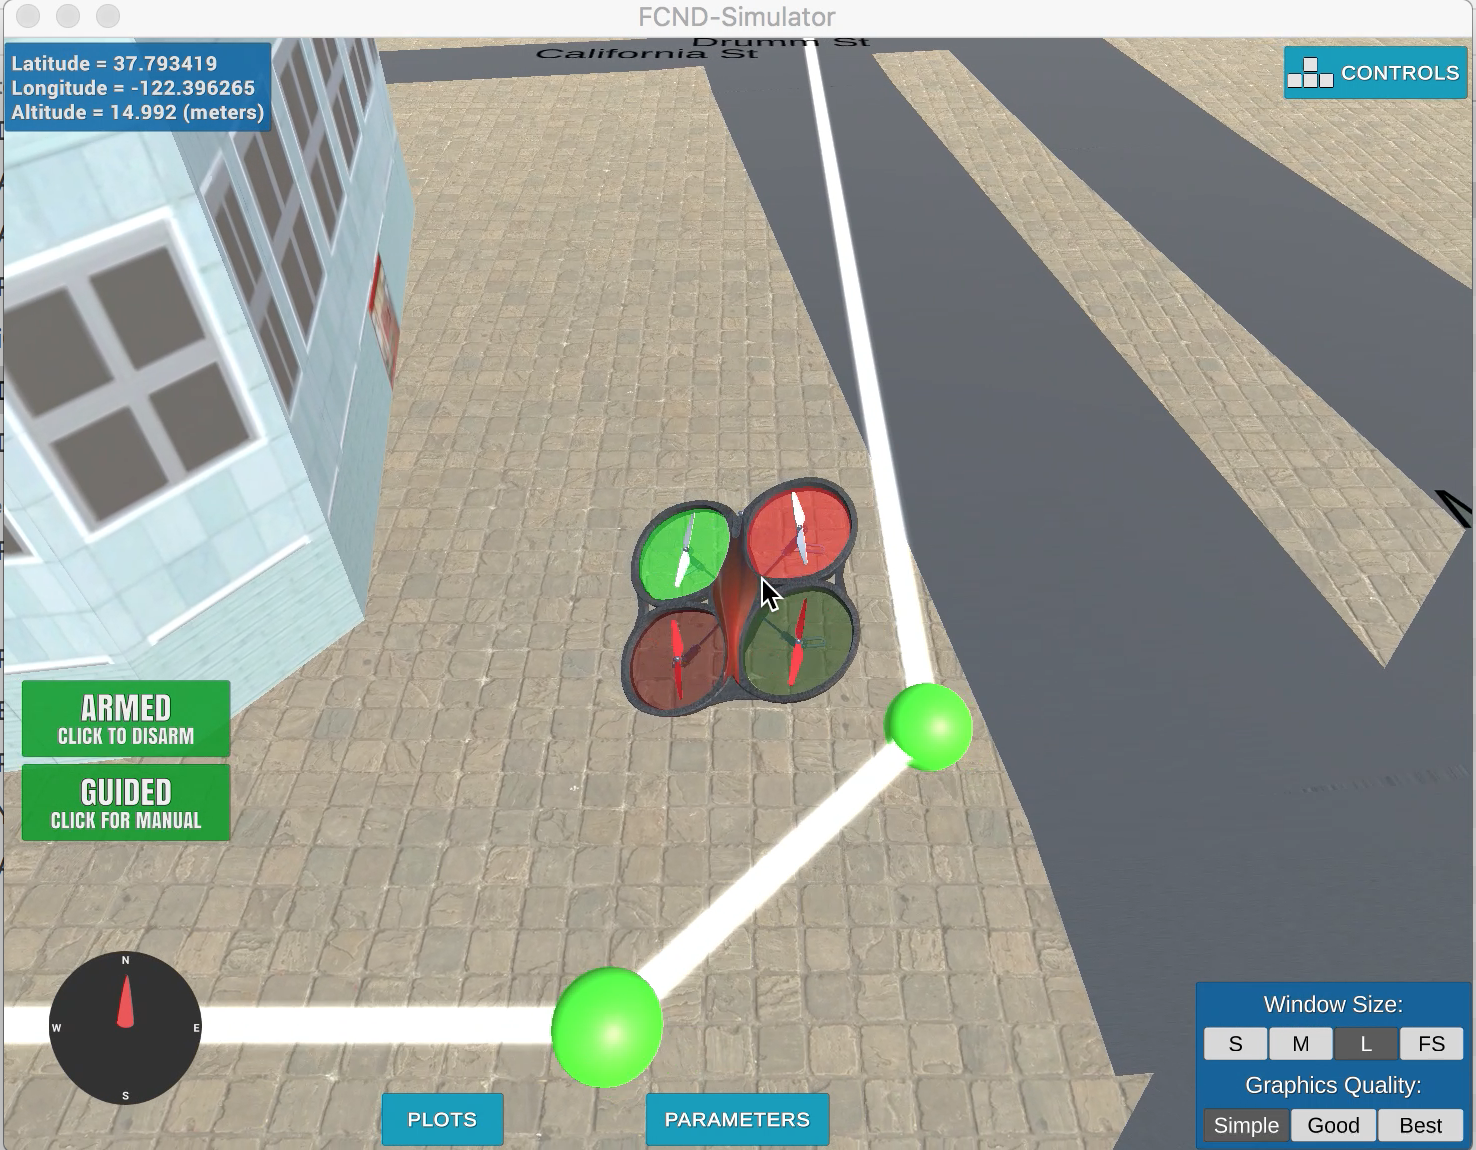 FCND-Simulator
Drumm St
California St
Latitude = 37.793419
Longitude = -122.396265
Altitude = 14.992 (meters)
CONTROLS
ARMED
CLICK TO DISARM
GUIDED
CLICK FOR MANUAL
N
W
E
S
PLOTS
PARAMETERS
Window Size:
S M L FS
Graphics Quality:
Simple Good Best